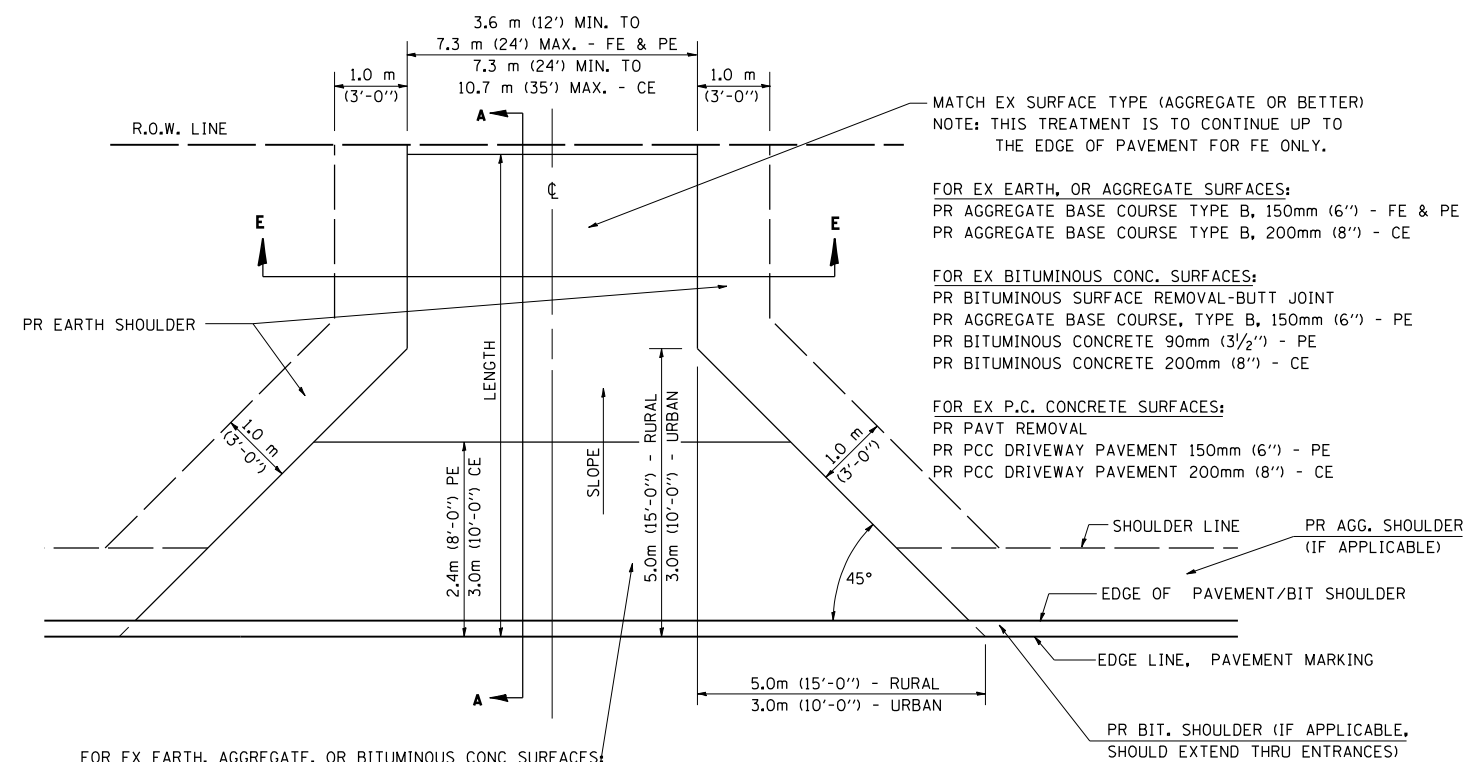 3.6 m (12') MIN. TO
7.3 m (24') MAX. - FE & PE
7.3 m (24') MIN. TO
10.7 m (35') MAX. - CE
1.0 m
(3'-0'')
1.0 m
(3'-0'')
A
R.O.W. LINE
MATCH EX SURFACE TYPE (AGGREGATE OR BETTER)
NOTE: THIS TREATMENT IS TO CONTINUE UP TO
THE EDGE OF PAVEMENT FOR FE ONLY.
℄
FOR EX EARTH, OR AGGREGATE SURFACES:
PR AGGREGATE BASE COURSE TYPE B, 150mm (6'') - FE & PE
PR AGGREGATE BASE COURSE TYPE B, 200mm (8'') - CE
E
E
FOR EX BITUMINOUS CONC. SURFACES:
PR BITUMINOUS SURFACE REMOVAL-BUTT JOINT
PR AGGREGATE BASE COURSE, TYPE B, 150mm (6'') - PE
PR BITUMINOUS CONCRETE 90mm (3½'') - PE
PR BITUMINOUS CONCRETE 200mm (8'') - CE
PR EARTH SHOULDER
LENGTH
FOR EX P.C. CONCRETE SURFACES:
PR PAVT REMOVAL
PR PCC DRIVEWAY PAVEMENT 150mm (6'') - PE
PR PCC DRIVEWAY PAVEMENT 200mm (8'') - CE
1.0 m
(3'-0'')
2.4m (8'-0'') PE
3.0m (10'-0'') CE
SLOPE
5.0m (15'-0'') - RURAL
3.0m (10'-0'') - URBAN
1.0 m
(3'-0'')
45°
SHOULDER LINE
PR AGG. SHOULDER
(IF APPLICABLE)
EDGE OF PAVEMENT/BIT SHOULDER
EDGE LINE, PAVEMENT MARKING
5.0m (15'-0'') - RURAL
3.0m (10'-0'') - URBAN
A
PR BIT. SHOULDER (IF APPLICABLE,
SHOULD EXTEND THRU ENTRANCES)
FOR EX EARTH, AGGREGATE, OR BITUMINOUS CONC SURFACES: